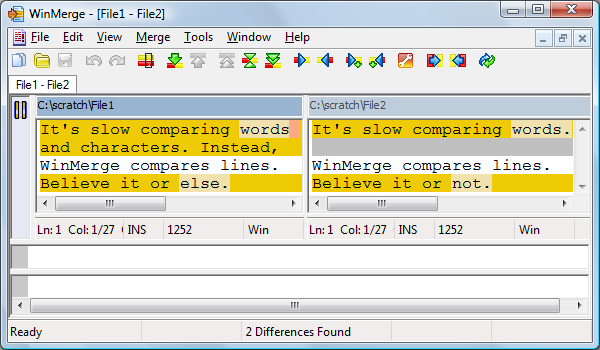 WinMerge - [File1 - File2]
File Edit View Merge Tools Window Help
File1 - File2
C:\scratch\File1
C:\scratch\File2
It's slow comparing words
and characters. Instead,
WinMerge compares lines.
Believe it or else.
It's slow comparing words.
WinMerge compares lines.
Believe it or not.
Ln: 1 Col: 1/27 INS 1252 Win
Ln: 1 Col: 1/27 INS 1252 Win
Ready 2 Differences Found